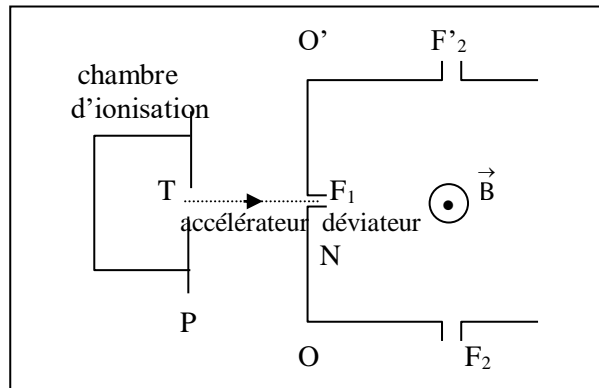 O’ F’₂
chambre
d’ionisation
T F₁ B⃗
accélérateur déviateur
N
P
O F₂